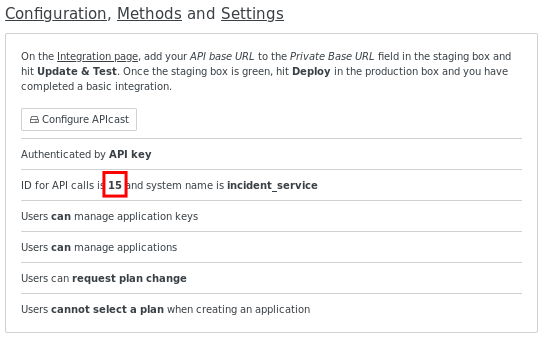 Configuration, Methods and Settings
On the Integration page, add your API base URL to the Private Base URL field in the staging box and
hit Update & Test. Once the staging box is green, hit Deploy in the production box and you have
completed a basic integration.
Configure APIcast
Authenticated by API key
ID for API calls is 15 and system name is incident_service
Users can manage application keys
Users can manage applications
Users can request plan change
Users cannot select a plan when creating an application